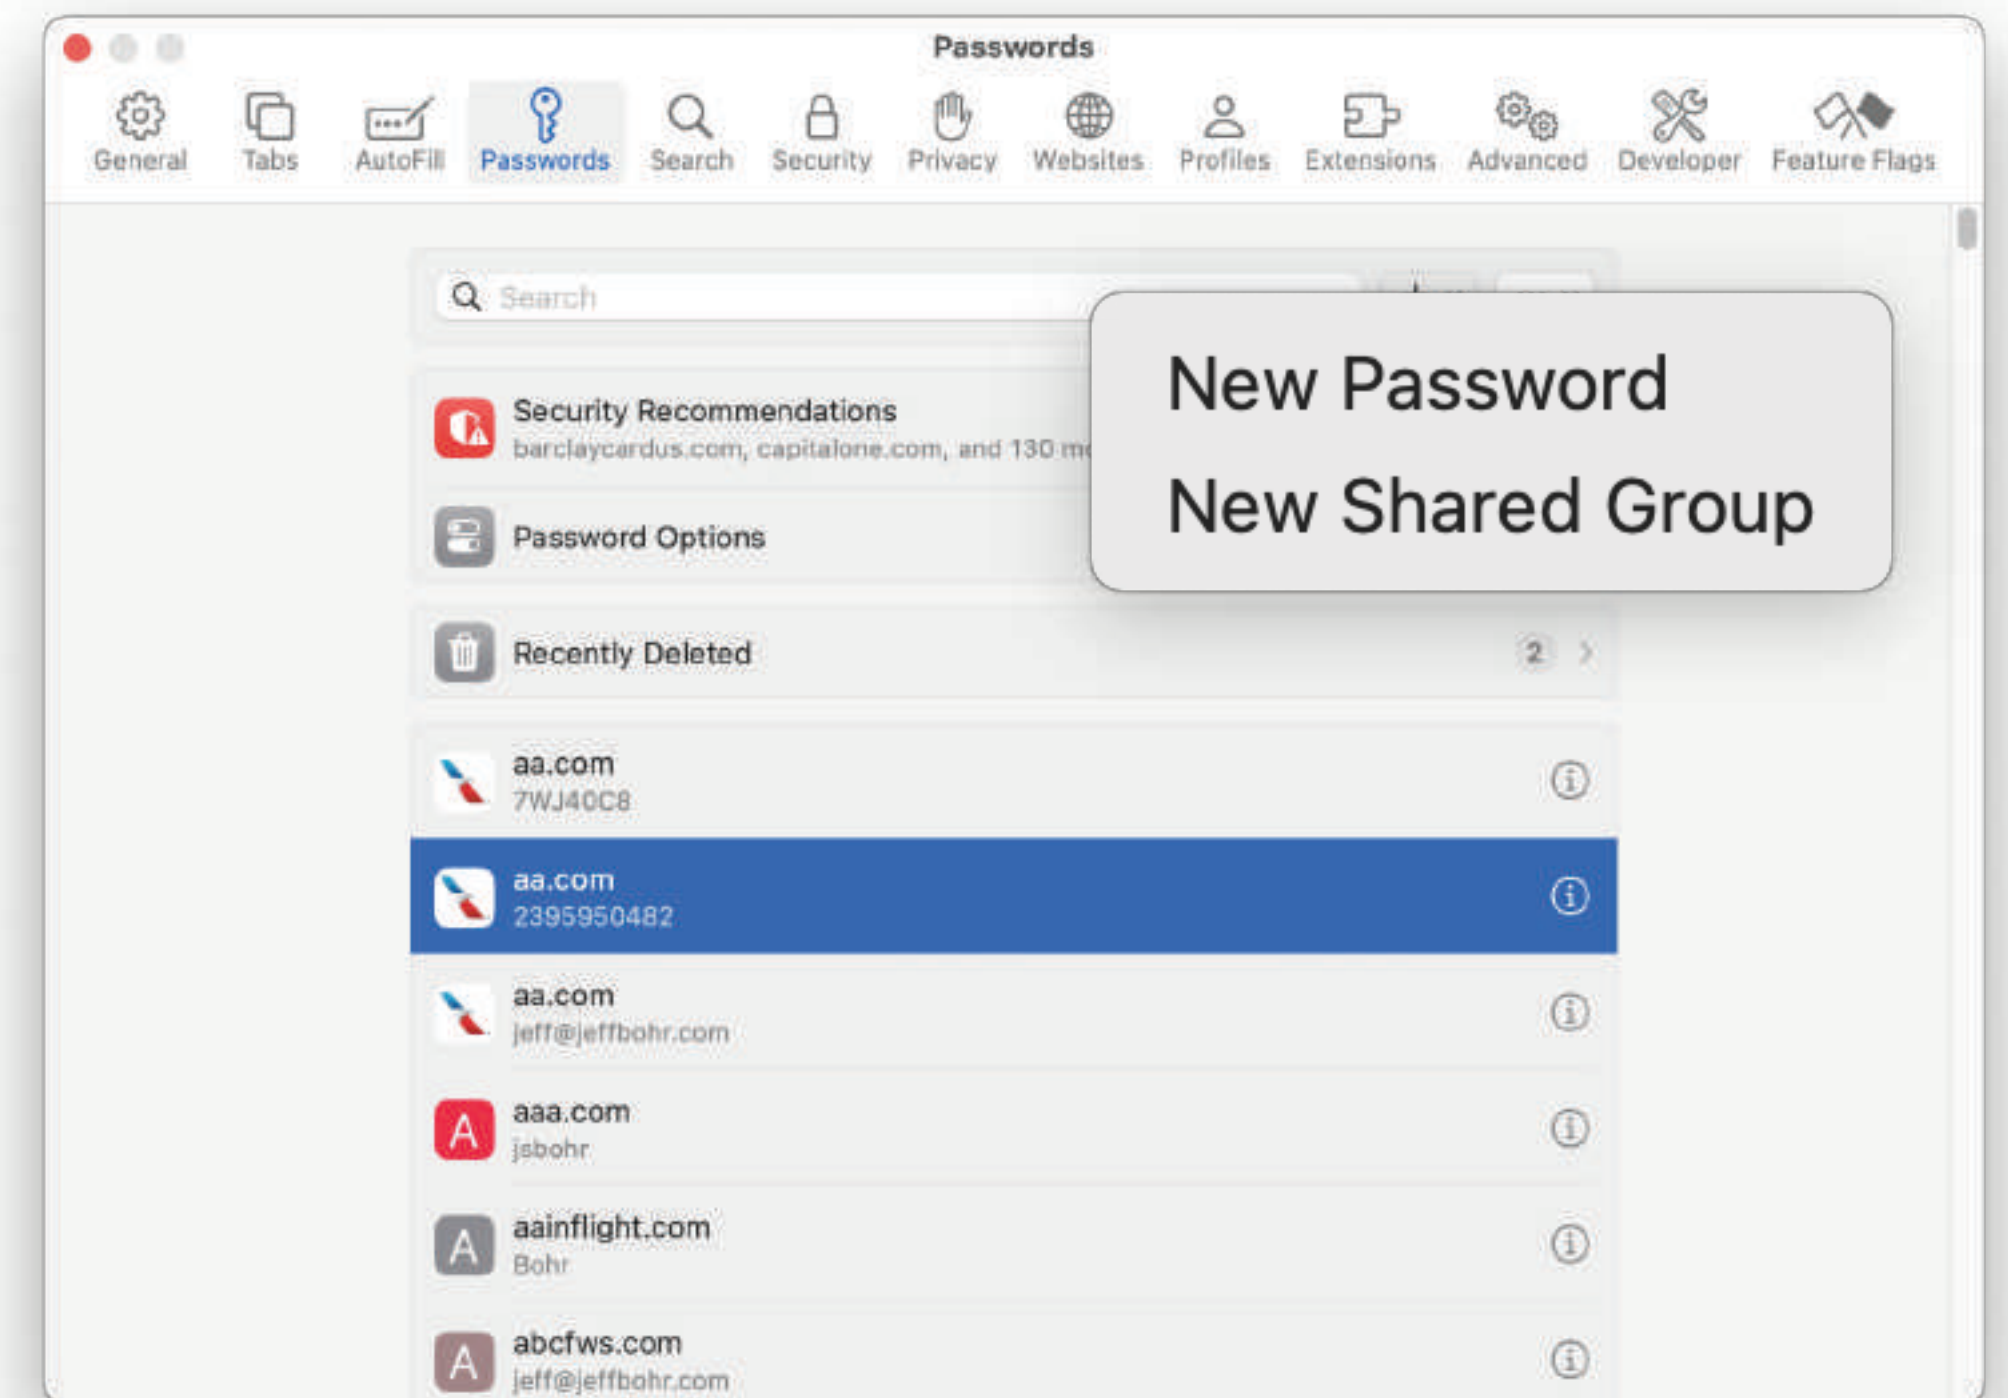 Passwords
General Tabs AutoFill Passwords Search Security Privacy Websites Profiles Extensions Advanced Developer Feature Flags
Search
New Password
New Shared Group
Security Recommendations
barclaycardus.com, capitalone.com, and 130
Password Options
Recently Deleted 2
aa.com
7WJ40C8
aa.com
2395950482
aa.com
jeff@jeffbohr.com
A aaa.com
jsbohr
A aainflight.com
Bohr
A abcfws.com
jeff@jeffbohr.com